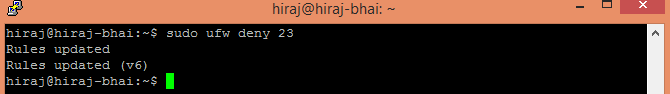 hiraj@hiraj-bhai: ~
hiraj@hiraj-bhai:~$ sudo ufw deny 23
Rules updated
Rules updated (v6)
hiraj@hiraj-bhai:~$